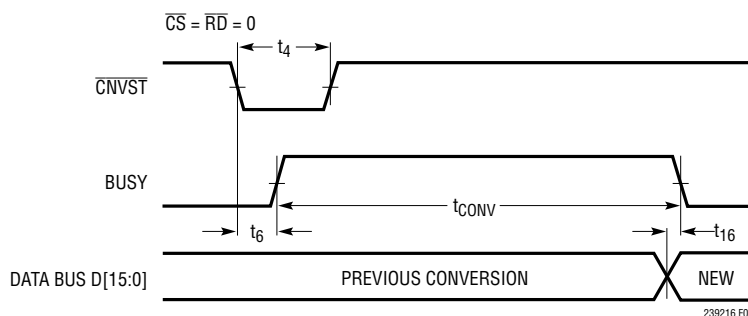 CS = RD = 0
t4
CNVST
BUSY
tCONV
t6
t16
DATA BUS D[15:0]
PREVIOUS CONVERSION
NEW
239216 F0